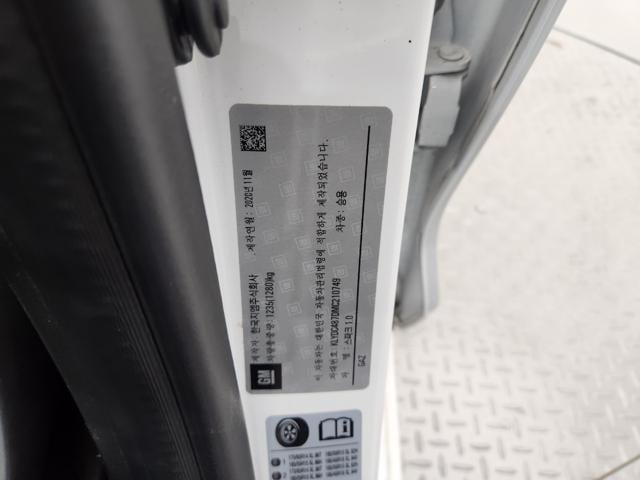 GM
제작자 : 한국지엠주식회사 제작연월 : 2020년 11월
차량총중량 : 1235(1280)kg
이 자동차는 대한민국 자동차관리법령에 적합하게 제작되었습니다.
차대번호 : KLYDC487DMC210749
차 명 : 스파크 1.0 차종 : 승용
GAZ